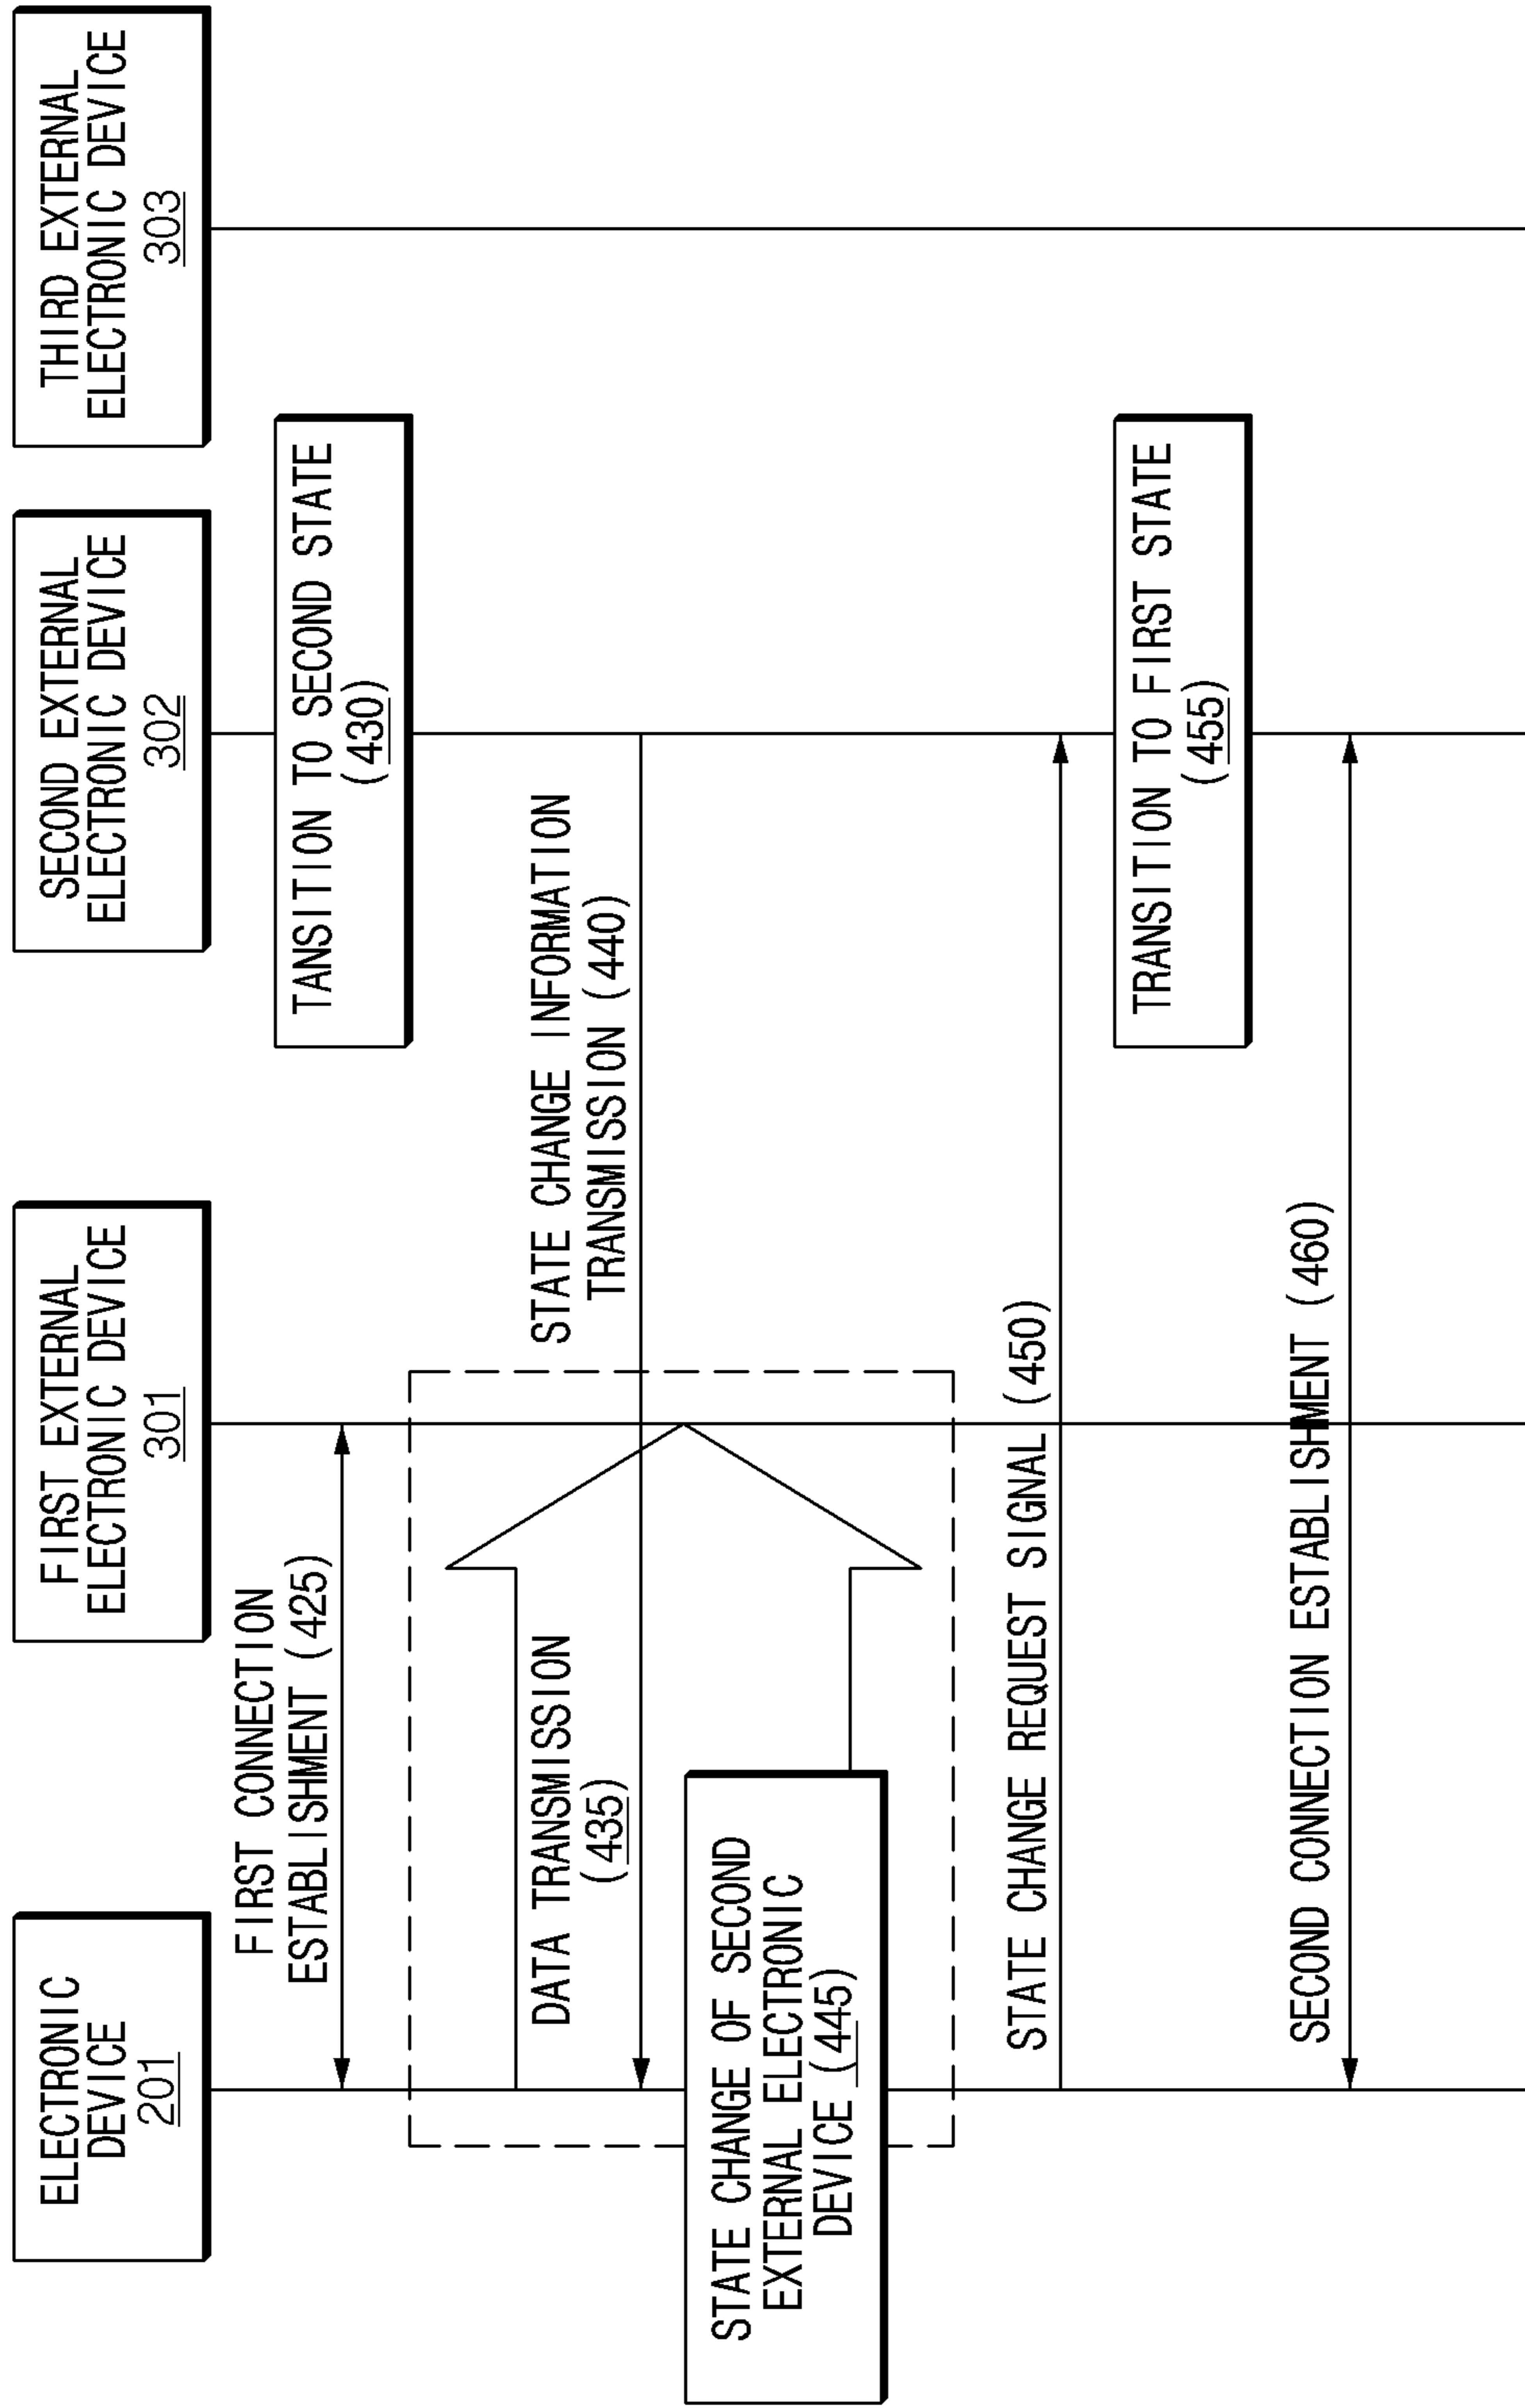 ELECTRONIC
DEVICE
201
FIRST EXTERNAL
ELECTRONIC DEVICE
301
SECOND EXTERNAL
ELECTRONIC DEVICE
302
THIRD EXTERNAL
ELECTRONIC DEVICE
303
FIRST CONNECTION
ESTABLISHMENT (425)
TANSITION TO SECOND STATE
(430)
DATA TRANSMISSION
(435)
STATE CHANGE INFORMATION
TRANSMISSION (440)
STATE CHANGE OF SECOND
EXTERNAL ELECTRONIC
DEVICE (445)
STATE CHANGE REQUEST SIGNAL (450)
TRANSITION TO FIRST STATE
(455)
SECOND CONNECTION ESTABLISHMENT (460)